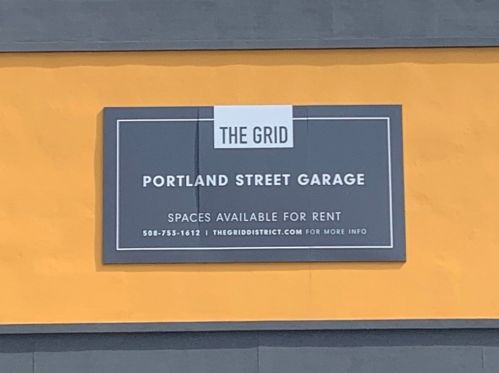 THE GRID
PORTLAND STREET GARAGE
SPACES AVAILABLE FOR RENT
508-753-1612 | THEGRIDDISTRICT.COM FOR MORE INFO